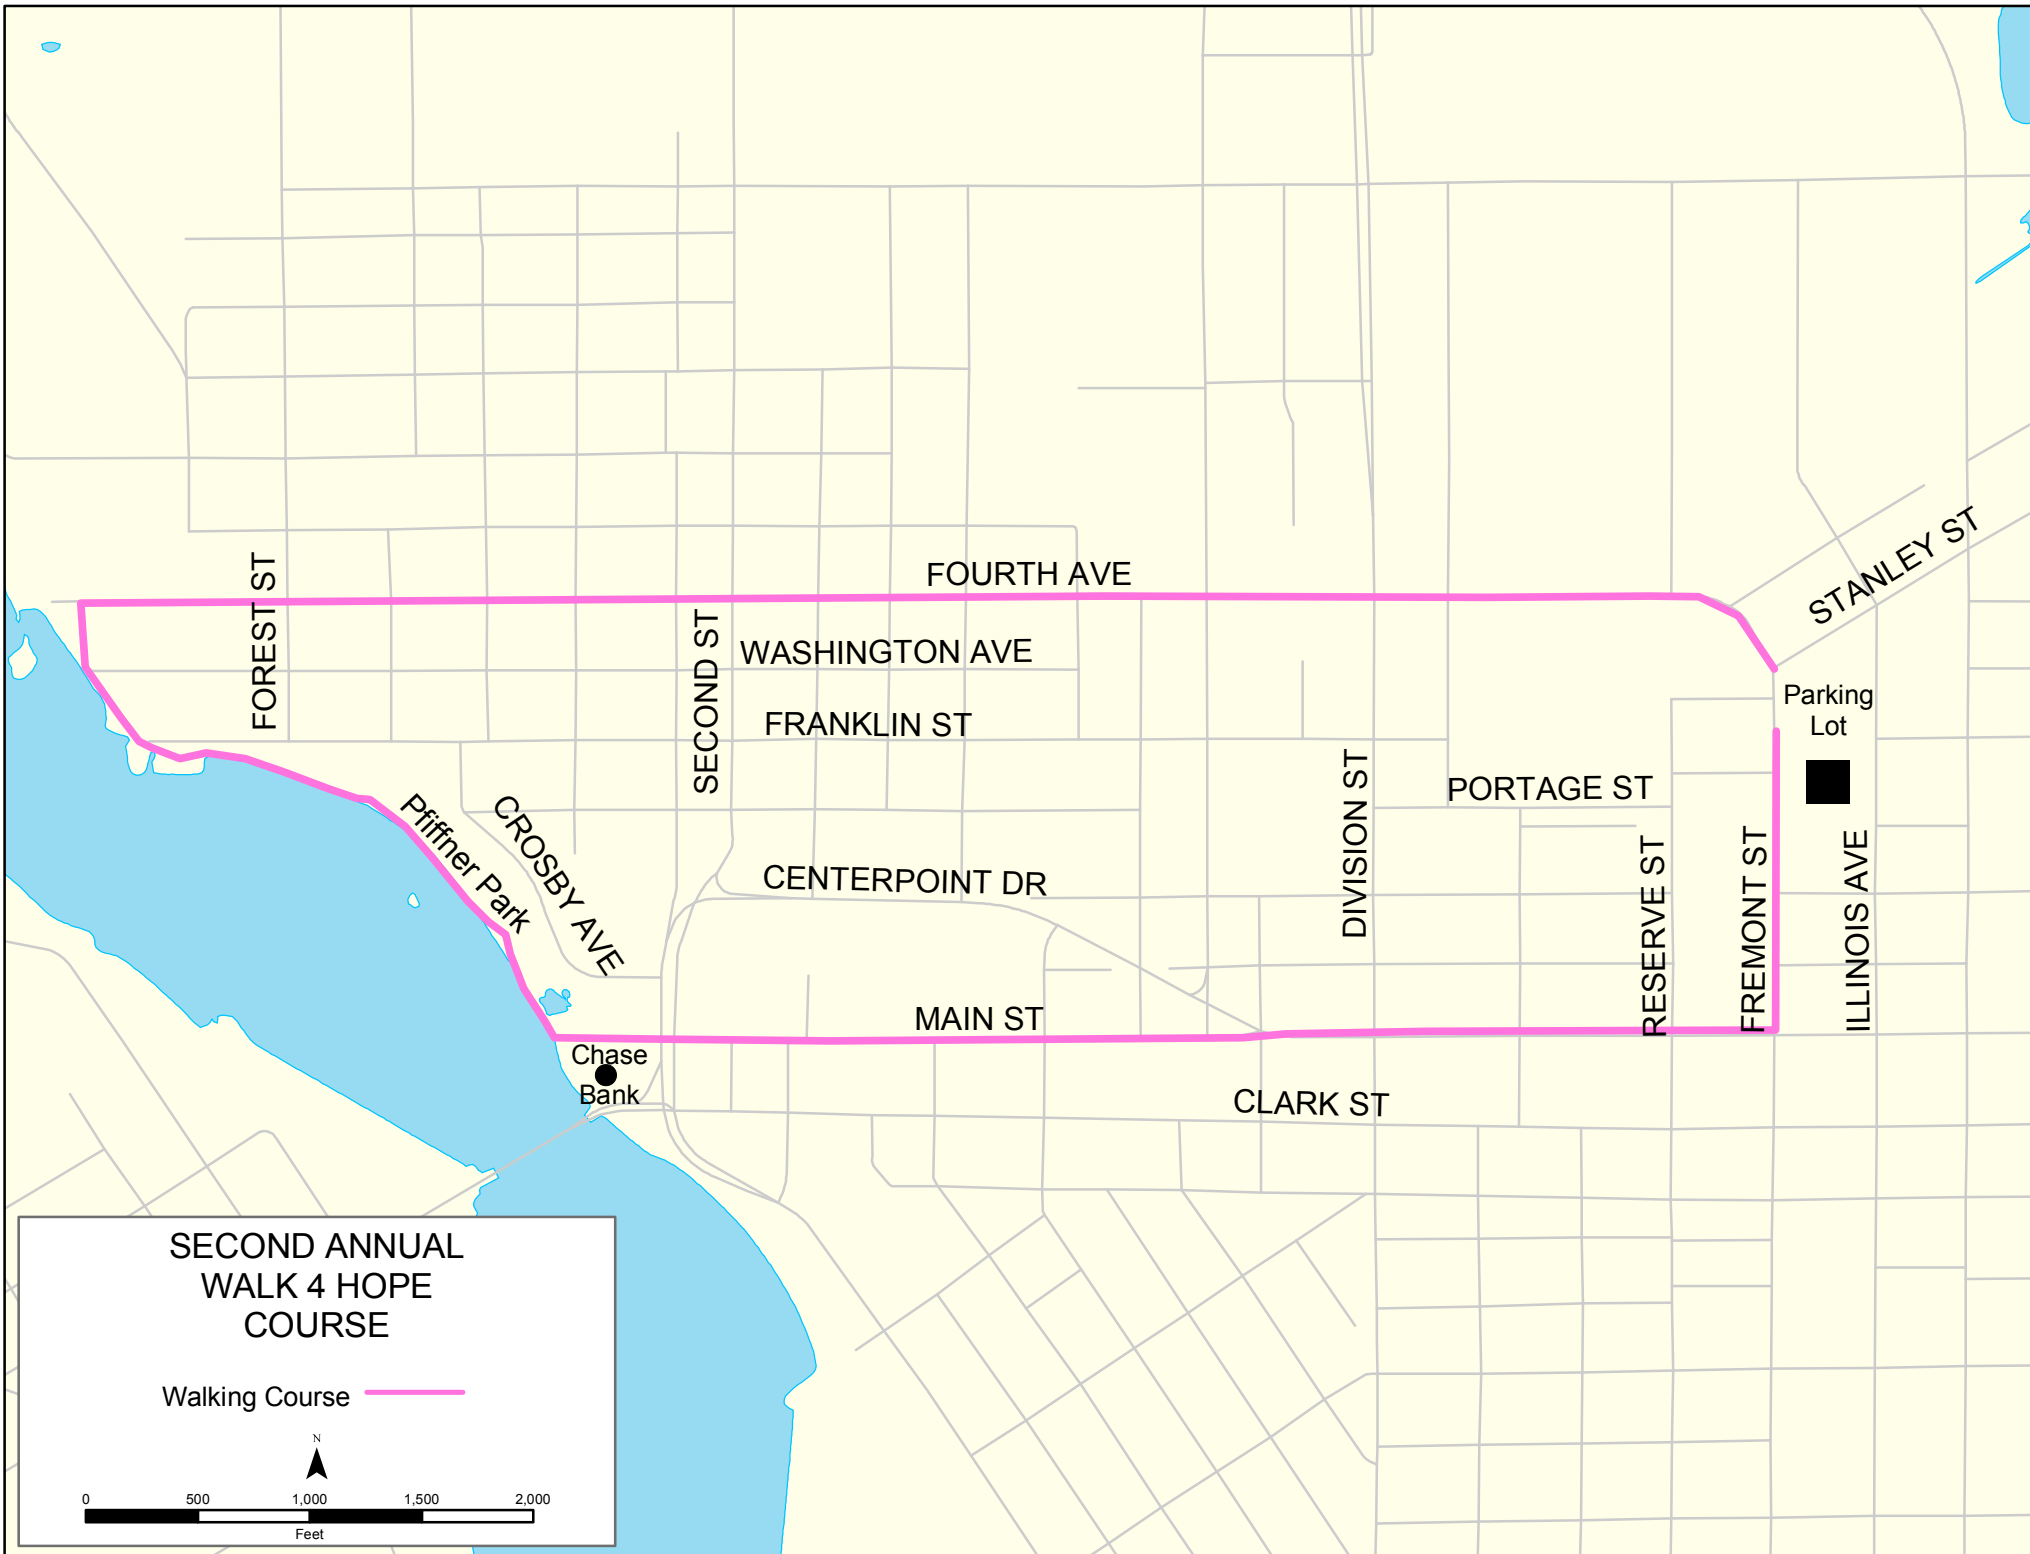 FOURTH AVE
STANLEY ST
FOREST ST
SECOND ST
WASHINGTON AVE
FRANKLIN ST
Parking
Lot
DIVISION ST
PORTAGE ST
Pfiffner Park
CROSBY AVE
CENTERPOINT DR
RESERVE ST
FREMONT ST
ILLINOIS AVE
MAIN ST
Chase
Bank
CLARK ST
SECOND ANNUAL
WALK 4 HOPE
COURSE
Walking Course
N
0 500 1,000 1,500 2,000
Feet